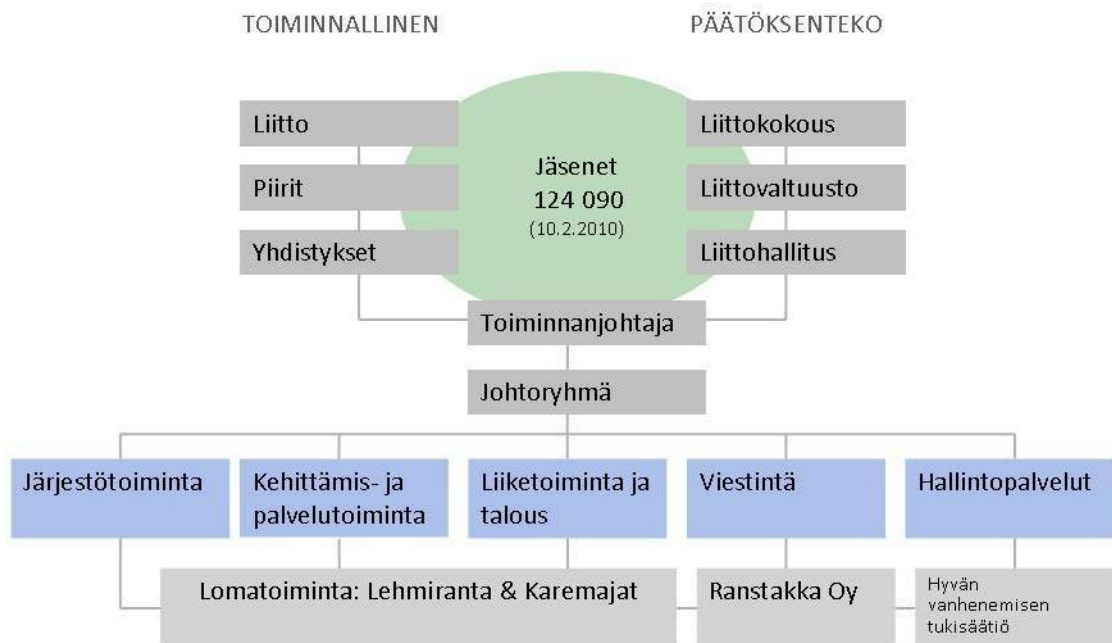 TOIMINNALLINEN
PÄÄTÖKSENTEKO
Liitto
Piirit
Yhdistykset
Jäsenet
124 090
(10.2.2010)
Liittokokous
Liittovaltuusto
Liittohallitus
Toiminnanjohtaja
Johtoryhmä
Järjestötoiminta
Kehittämis- ja
palvelutoiminta
Liiketoiminta ja
talous
Viestintä
Hallintopalvelut
Lomatoiminta: Lehmiranta & Karemajat
Ranstakka Oy
Hyvän
vanhenemisen
tukisäätiö